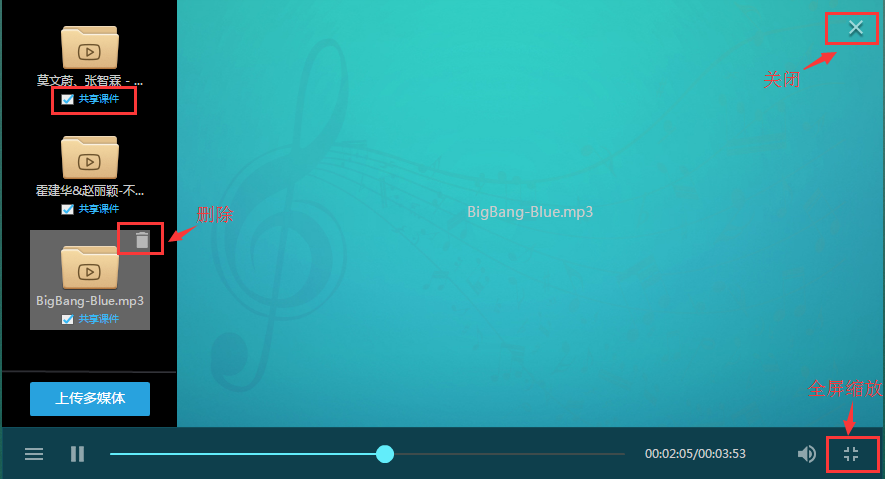 莫文蔚、张智霖 - ...
共享课件
霍建华&赵丽颖-不...
共享课件
删除
BigBang-Blue.mp3
共享课件
上传多媒体
关闭
BigBang-Blue.mp3
全屏缩放
00:02:05/00:03:53